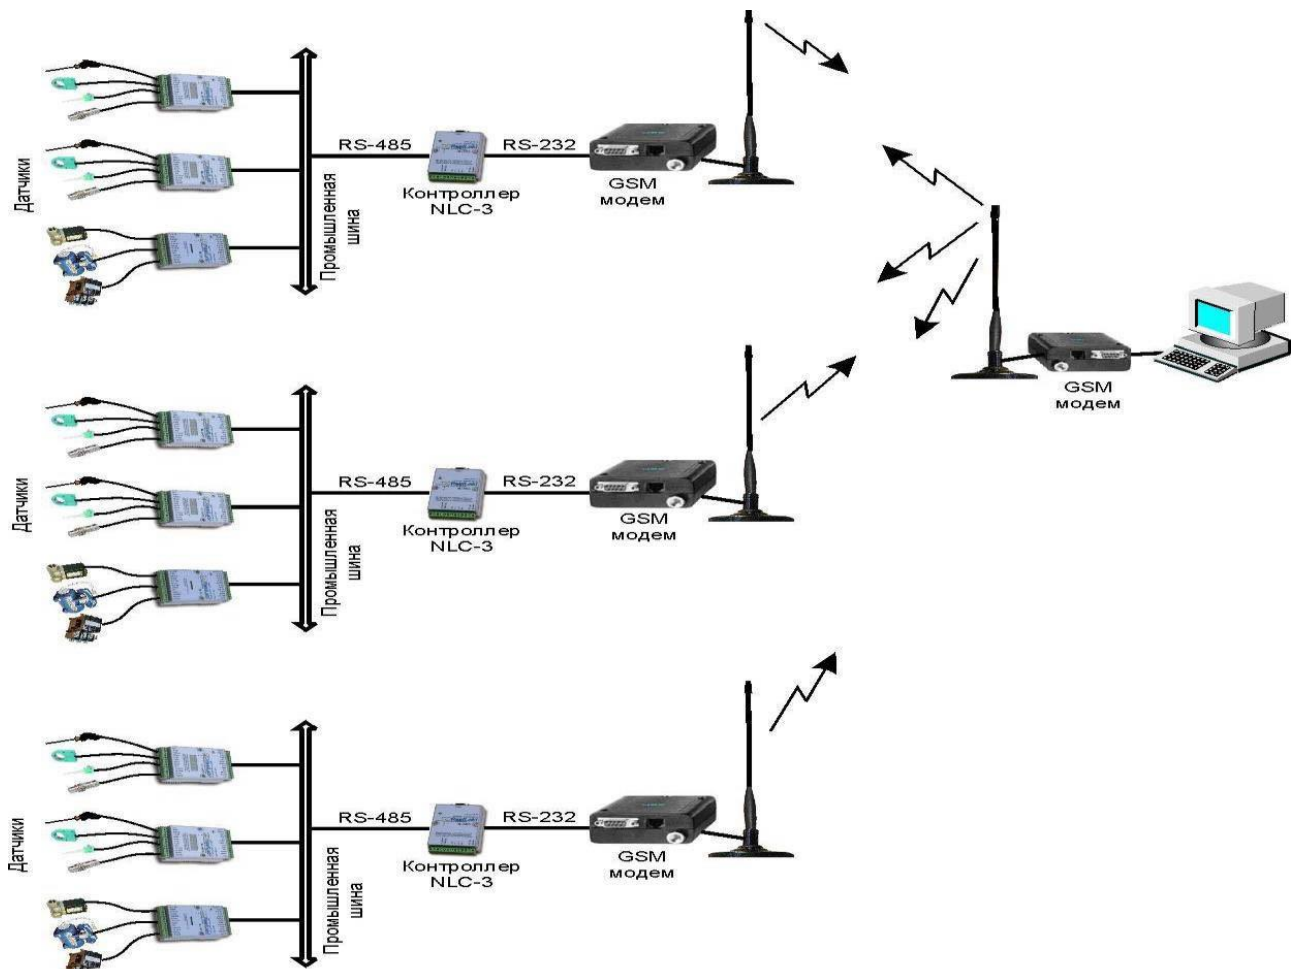 Датчики
Промышленная
шина
RS-485
Контроллер
NLC-3
RS-232
GSM
модем
GSM
модем
Датчики
Промышленная
шина
RS-485
Контроллер
NLC-3
RS-232
GSM
модем
Датчики
Промышленная
шина
RS-485
Контроллер
NLC-3
RS-232
GSM
модем